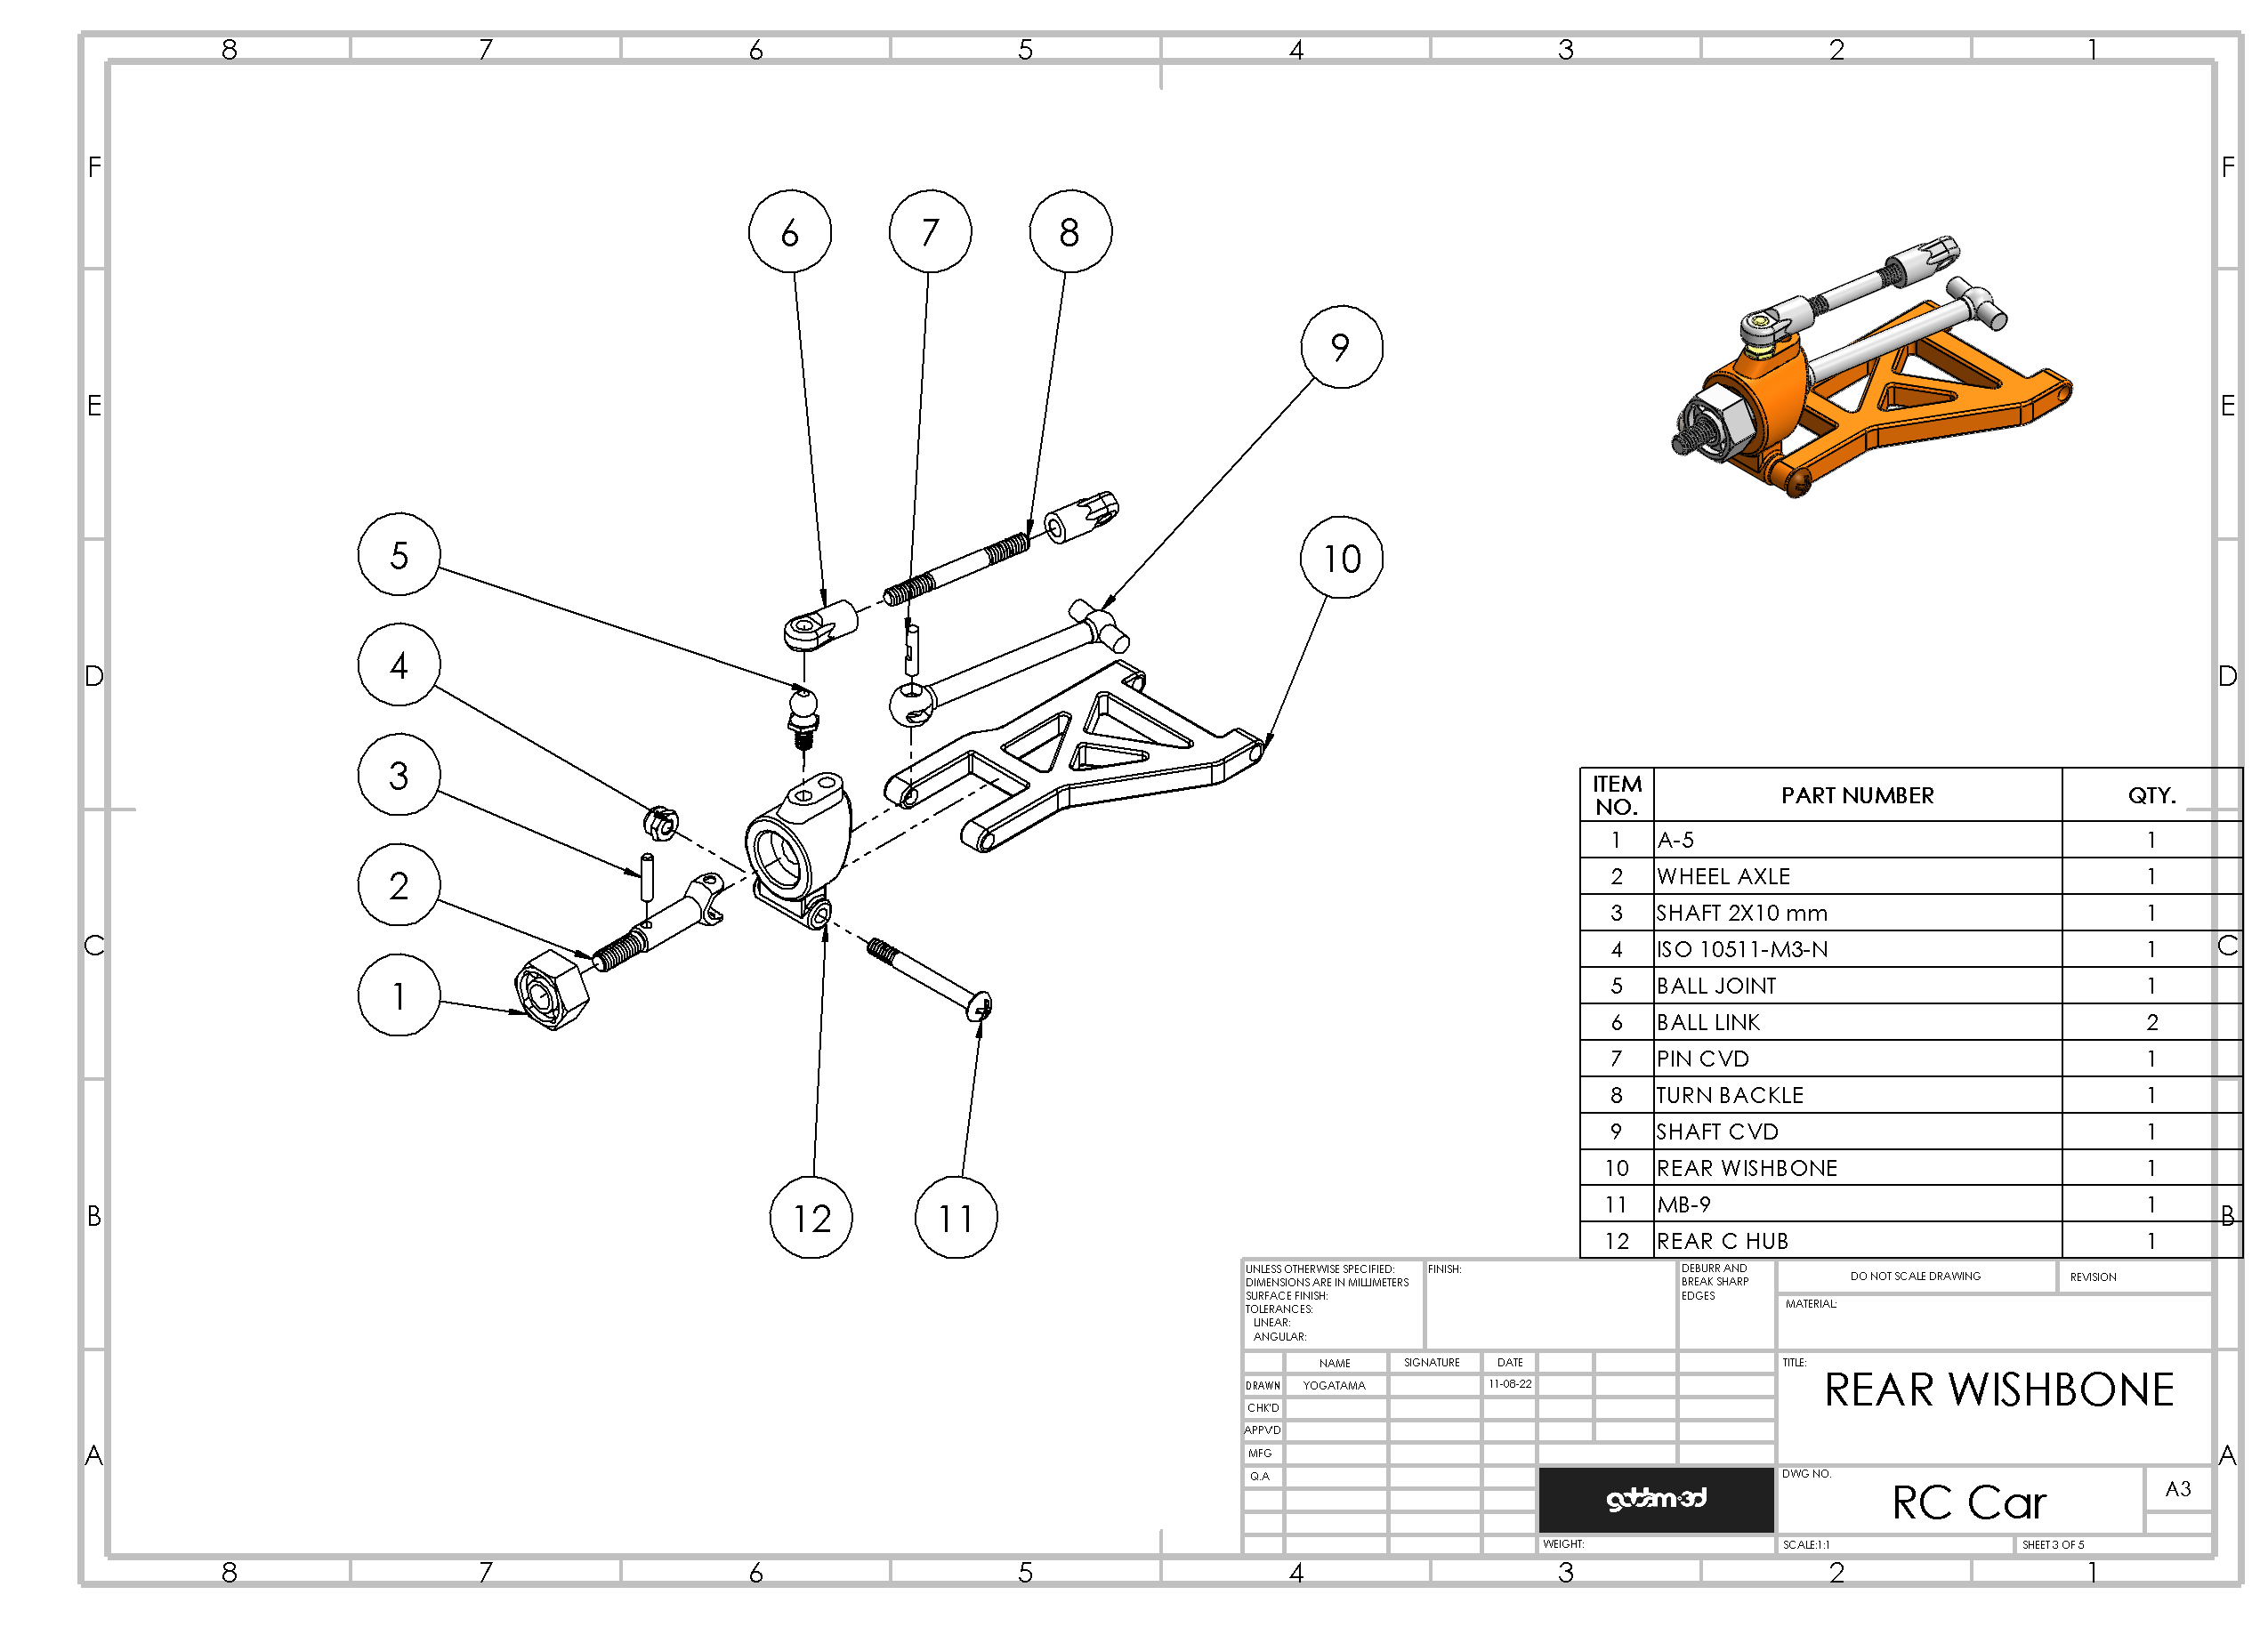 8 7 6 5 4 3 2 1
F F
6 7 8
9
E E
5 10
4
D D
3
ITEM NO. PART NUMBER QTY.
1 A-5 1
2 WHEEL AXLE 1
3 SHAFT 2X10 mm 1
4 ISO 10511-M3-N 1
5 BALL JOINT 1
6 BALL LINK 2
7 PIN CVD 1
8 TURN BACKLE 1
9 SHAFT CVD 1
10 REAR WISHBONE 1
11 MB-9 1
12 REAR C HUB 1
2
C C
1
12 11
B B
UNLESS OTHERWISE SPECIFIED:
DIMENSIONS ARE IN MILLIMETERS
SURFACE FINISH:
TOLERANCES:
LINEAR:
ANGULAR:
FINISH:
DEBURR AND
BREAK SHARP
EDGES
DO NOT SCALE DRAWING
REVISION
MATERIAL:
NAME SIGNATURE DATE
DRAWN YOGATAMA 11-08-22
CHK'D
APPV'D
MFG
Q.A
TITLE:
REAR WISHBONE
A A
DWG NO.
RC Car
A3
WEIGHT:
SCALE:1:1
SHEET 3 OF 5
8 7 6 5 4 3 2 1